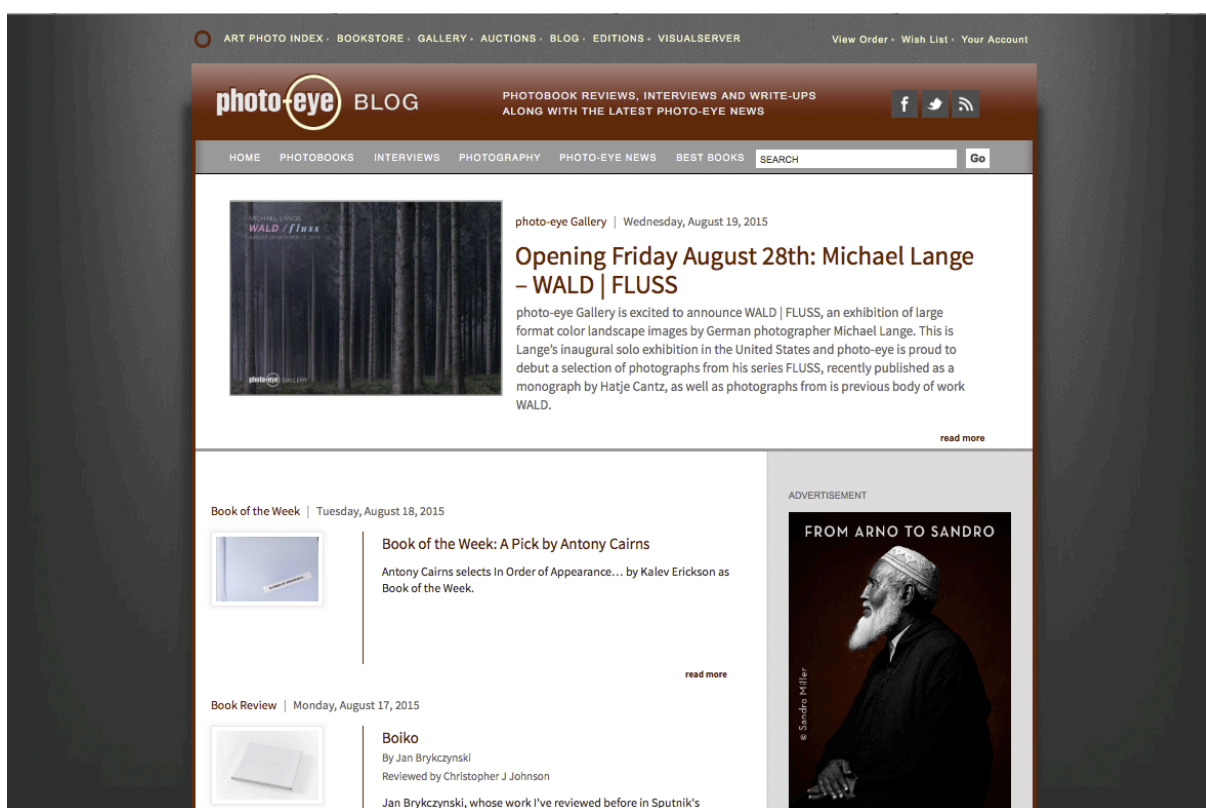 ART PHOTO INDEX · BOOKSTORE · GALLERY · AUCTIONS · BLOG · EDITIONS · VISUALSERVER
View Order · Wish List · Your Account
photo-eye BLOG
PHOTOBOOK REVIEWS, INTERVIEWS AND WRITE-UPS
ALONG WITH THE LATEST PHOTO-EYE NEWS
HOME PHOTOBOOKS INTERVIEWS PHOTOGRAPHY PHOTO-EYE NEWS BEST BOOKS SEARCH Go
MICHAEL LANGE
WALD / fluss
photo-eye GALLERY
photo-eye Gallery | Wednesday, August 19, 2015
Opening Friday August 28th: Michael Lange
– WALD | FLUSS
photo-eye Gallery is excited to announce WALD | FLUSS, an exhibition of large
format color landscape images by German photographer Michael Lange. This is
Lange's inaugural solo exhibition in the United States and photo-eye is proud to
debut a selection of photographs from his series FLUSS, recently published as a
monograph by Hatje Cantz, as well as photographs from is previous body of work
WALD.
read more
Book of the Week | Tuesday, August 18, 2015
Book of the Week: A Pick by Antony Cairns
Antony Cairns selects In Order of Appearance… by Kalev Erickson as
Book of the Week.
read more
Book Review | Monday, August 17, 2015
Boiko
By Jan Brykczynski
Reviewed by Christopher J Johnson
Jan Brykczynski, whose work I've reviewed before in Sputnik's
ADVERTISEMENT
FROM ARNO TO SANDRO
© Sandro Miller